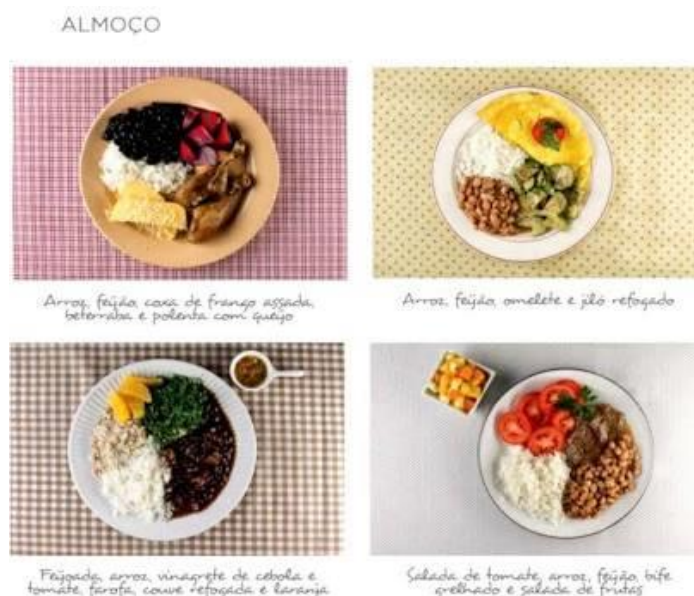 ALMOÇO
Arroz, feijão, coxa de frango assada,
beterraba e polenta com queijo
Arroz, feijão, omelete e jiló refogado
Feijoada, arroz, vinagrete de cebola e
tomate, farofa, couve refogada e laranja
Salada de tomate, arroz, feijão, bife
grelhado e salada de frutas